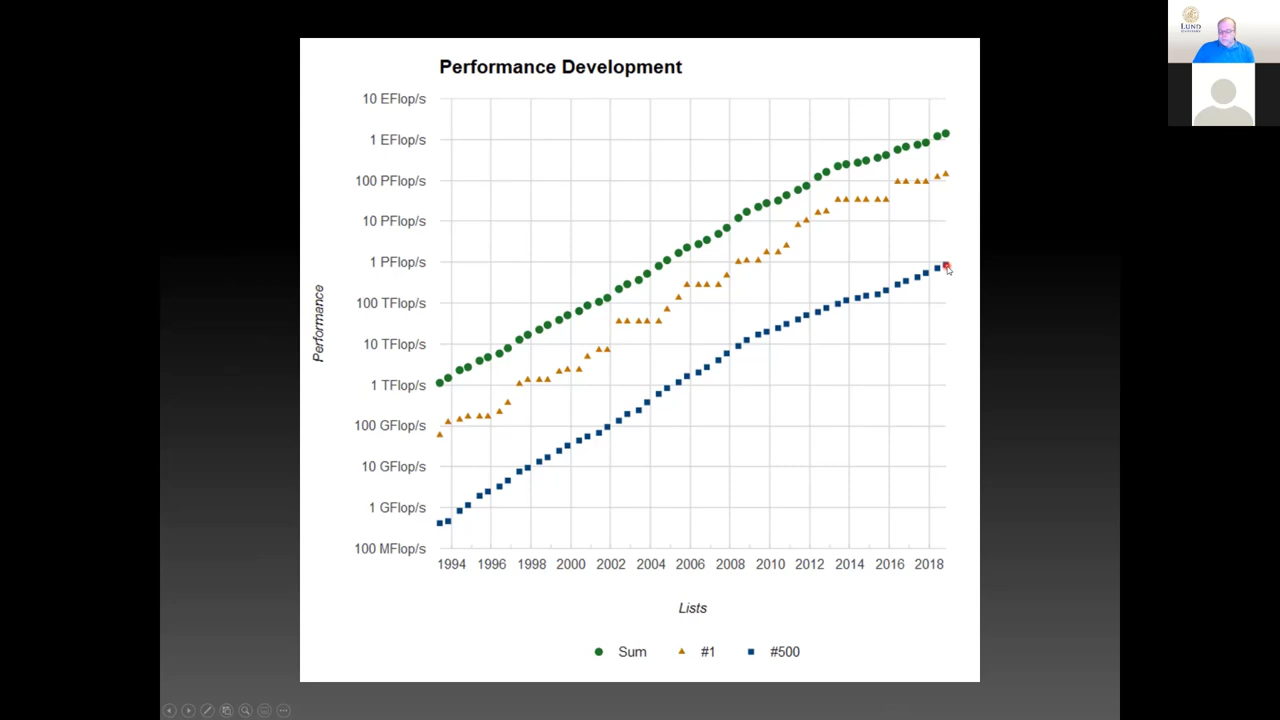 Performance Development
10 EFlop/s
1 EFlop/s
100 PFlop/s
10 PFlop/s
1 PFlop/s
100 TFlop/s
10 TFlop/s
1 TFlop/s
100 GFlop/s
10 GFlop/s
1 GFlop/s
100 MFlop/s
Performance
1994 1996 1998 2000 2002 2004 2006 2008 2010 2012 2014 2016 2018
Lists
Sum #1 #500
LUND